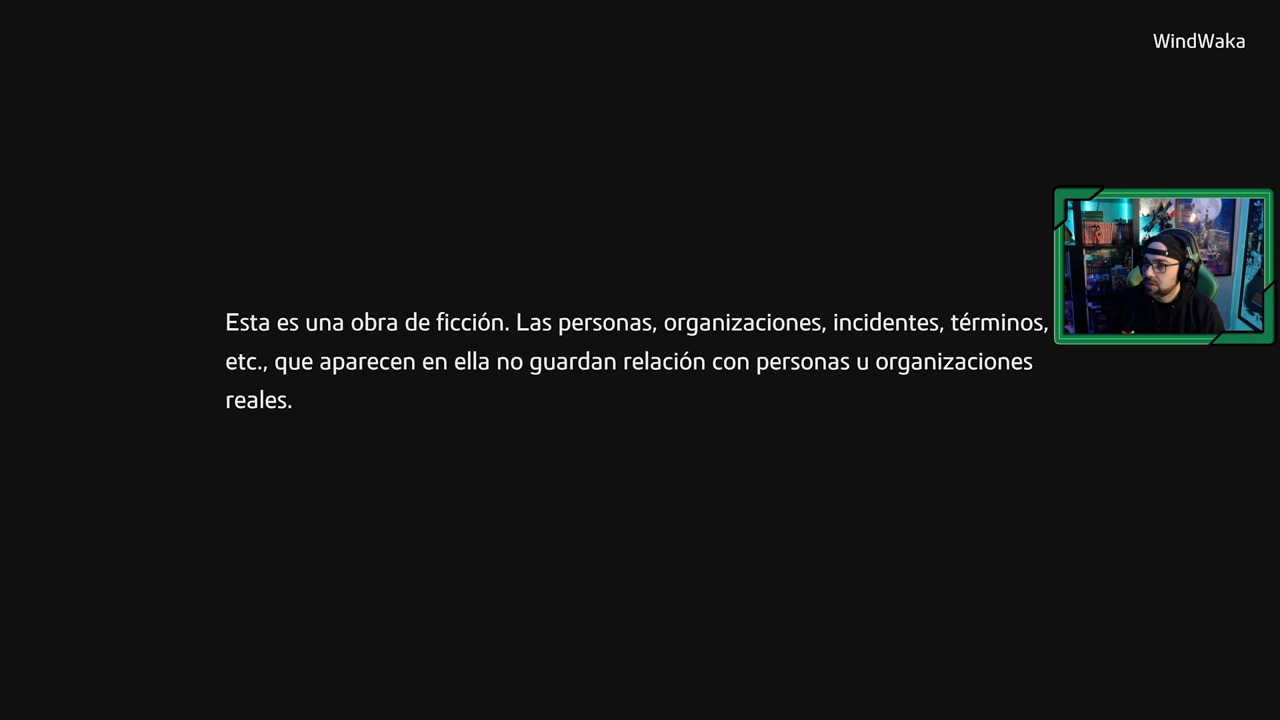 WindWaka
Esta es una obra de ficción. Las personas, organizaciones, incidentes, términos,
etc., que aparecen en ella no guardan relación con personas u organizaciones
reales.